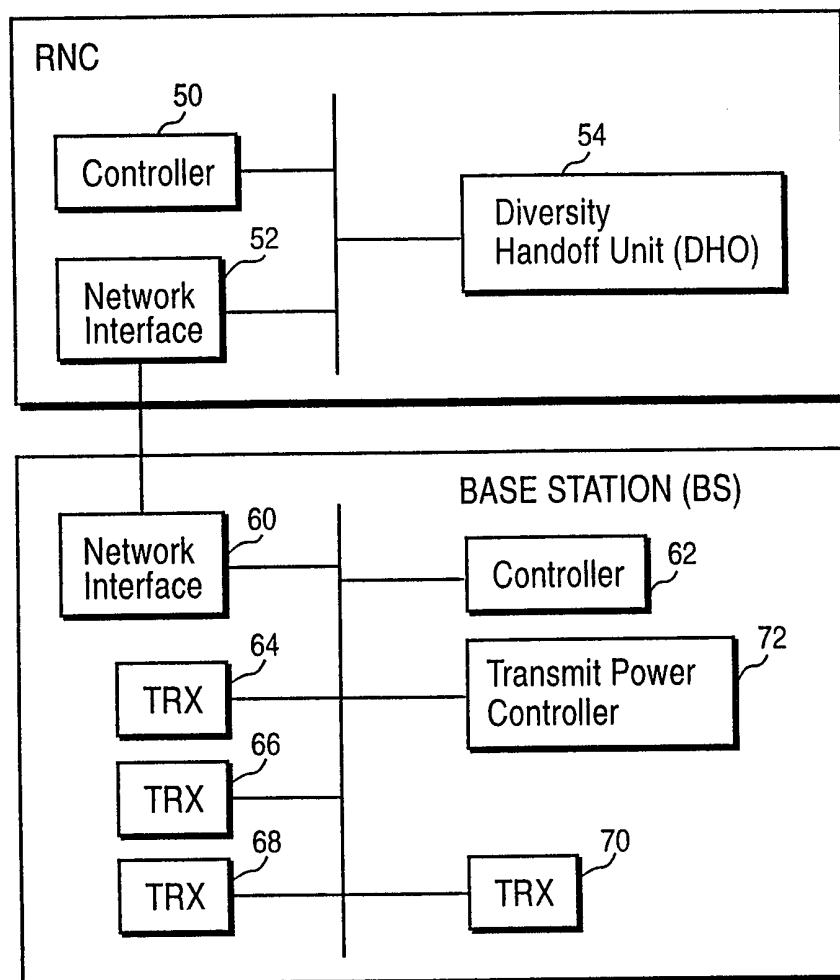 RNC
50
Controller
54
Diversity
Handoff Unit (DHO)
52
Network
Interface
BASE STATION (BS)
60
Network
Interface
Controller
62
64
TRX
72
Transmit Power
Controller
66
TRX
68
TRX
70
TRX